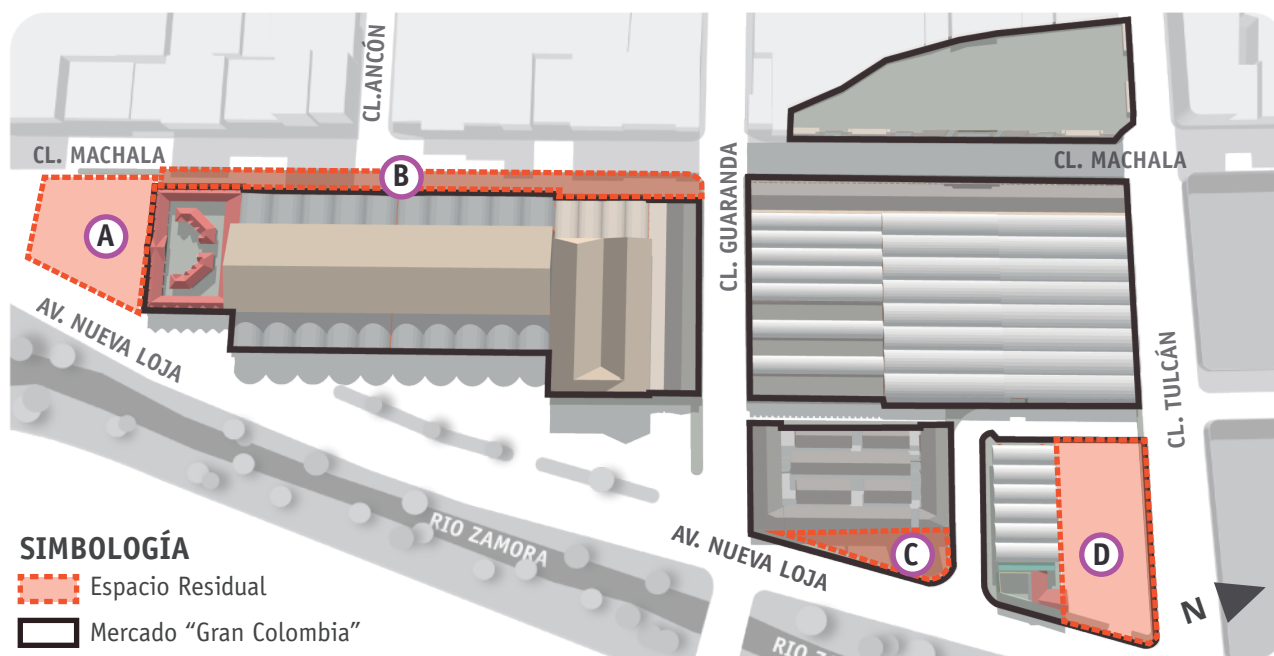 CL. ANCÓN
CL. MACHALA
B
A
CL. GUARANDA
CL. MACHALA
AV. NUEVA LOJA
CL. TULCÁN
RIO ZAMORA
AV. NUEVA LOJA
C
D
N
SIMBOLOGÍA
Espacio Residual
Mercado “Gran Colombia”
RIO